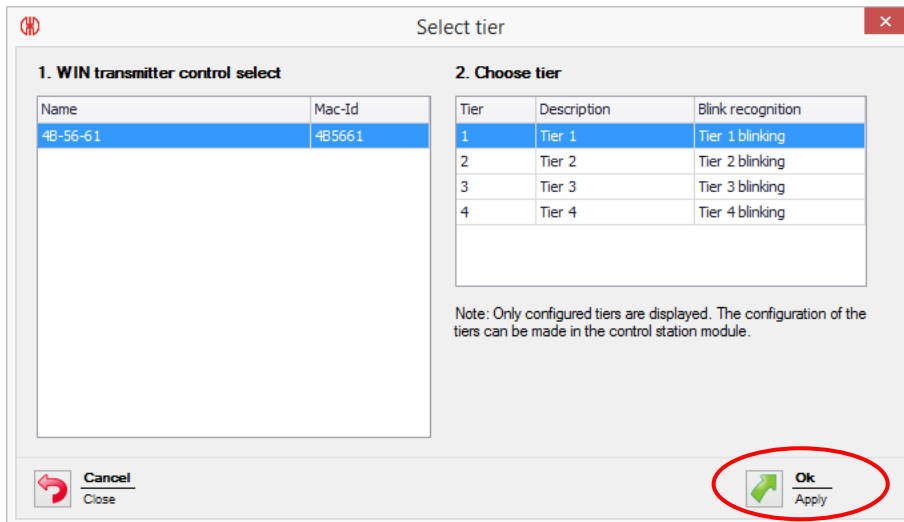 Select tier
1. WIN transmitter control select
Name Mac-Id
4B-56-61 4B5661
2. Choose tier
Tier Description Blink recognition
1 Tier 1 Tier 1 blinking
2 Tier 2 Tier 2 blinking
3 Tier 3 Tier 3 blinking
4 Tier 4 Tier 4 blinking
Note: Only configured tiers are displayed. The configuration of the
tiers can be made in the control station module.
Cancel
Close
Ok
Apply